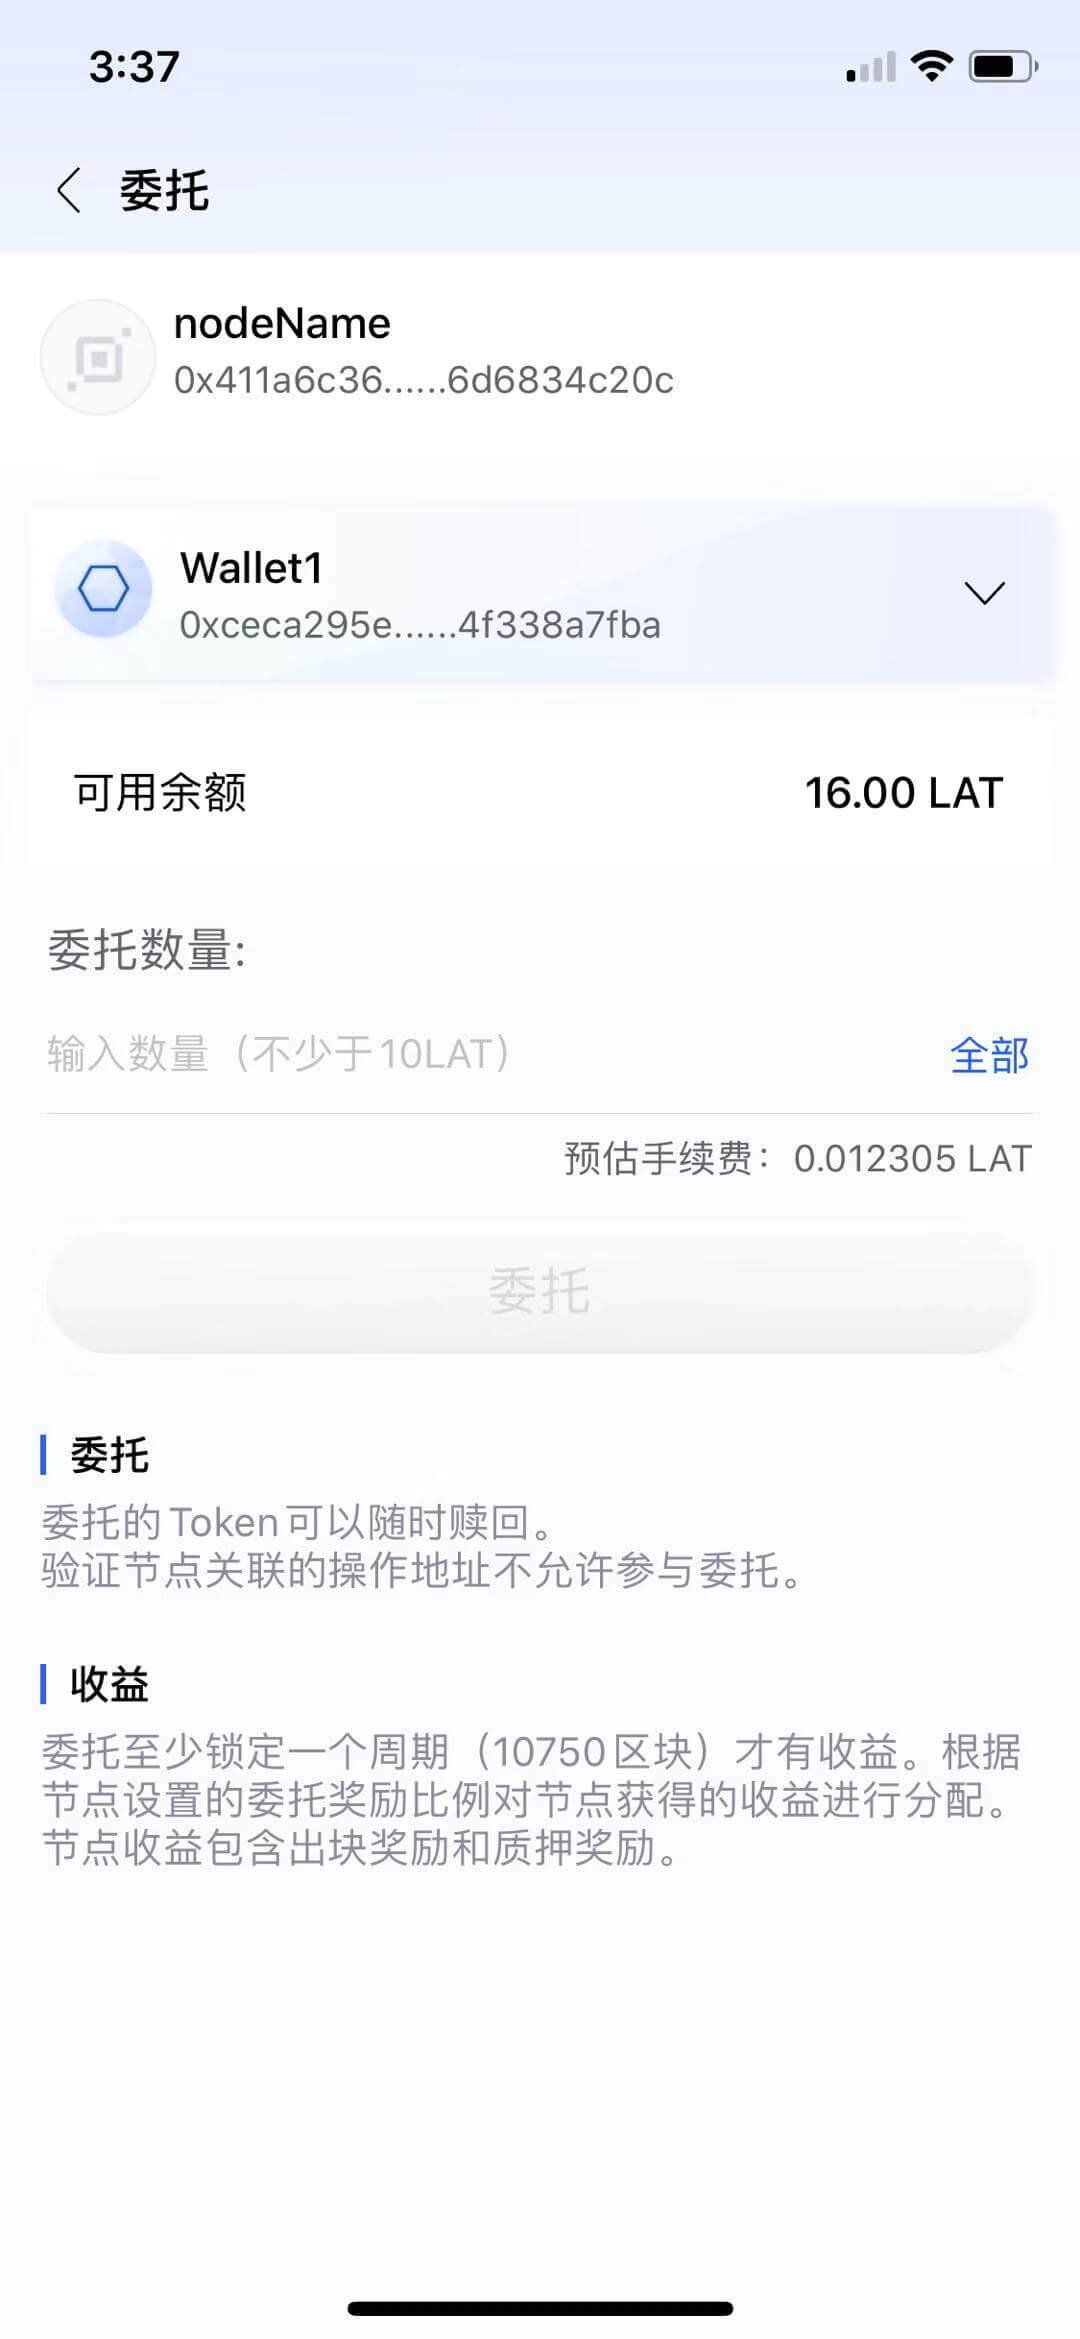 3:37
委托
nodeName
0x411a6c36......6d6834c20c
Wallet1
0xceca295e......4f338a7fba
可用余额 16.00 LAT
委托数量:
输入数量（不少于10LAT） 全部
预估手续费： 0.012305 LAT
委托
委托
委托的Token可以随时赎回。
验证节点关联的操作地址不允许参与委托。
收益
委托至少锁定一个周期（10750区块）才有收益。根据
节点设置的委托奖励比例对节点获得的收益进行分配。
节点收益包含出块奖励和质押奖励。